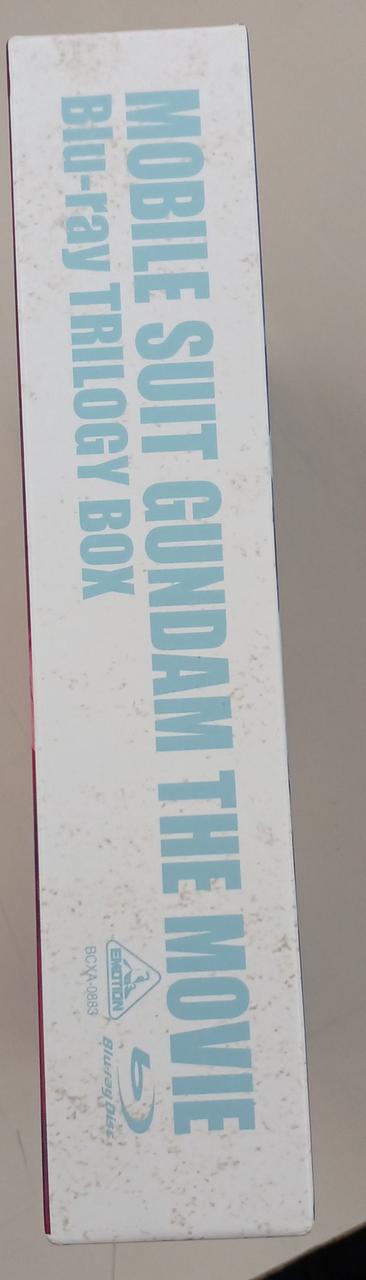 MOBILE SUIT GUNDAM THE MOVIE
Blu-ray TRILOGY BOX
EMOTION
BCXA-0883
Blu-ray Disc